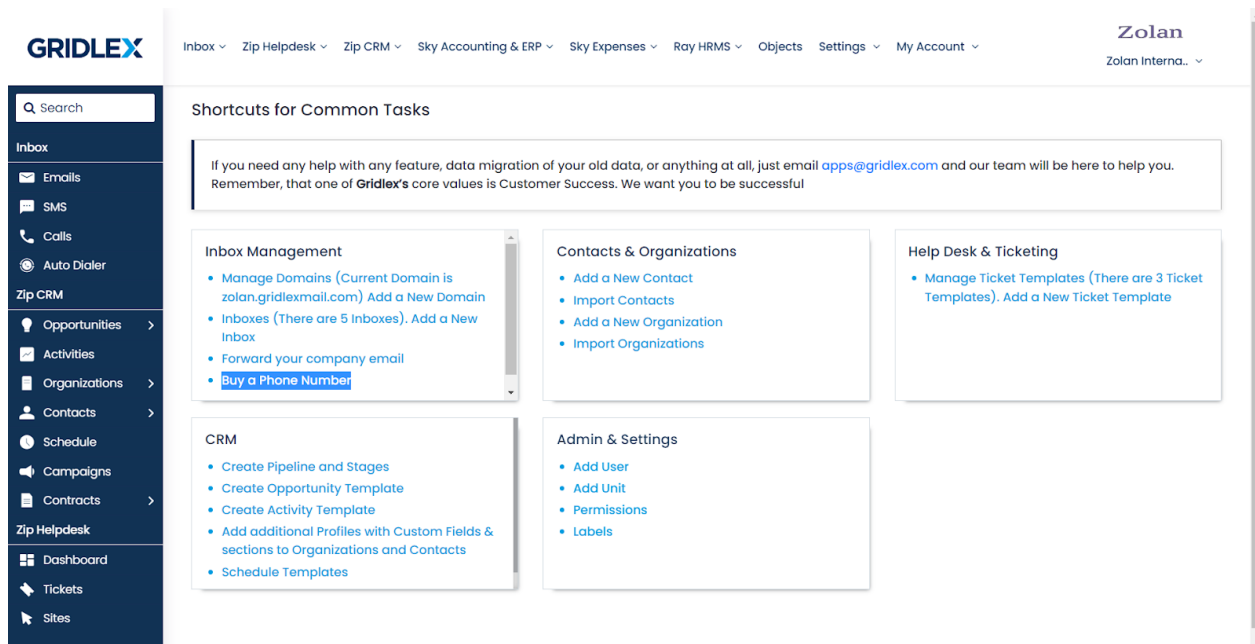 GRIDLEX
Inbox
Zip Helpdesk
Zip CRM
Sky Accounting & ERP
Sky Expenses
Ray HRMS
Objects
Settings
My Account
Zolan
Zolan Interna..
Search
Inbox
Emails
SMS
Calls
Auto Dialer
Zip CRM
Opportunities
Activities
Organizations
Contacts
Schedule
Campaigns
Contracts
Zip Helpdesk
Dashboard
Tickets
Sites
Shortcuts for Common Tasks
If you need any help with any feature, data migration of your old data, or anything at all, just email apps@gridlex.com and our team will be here to help you.
Remember, that one of Gridlex's core values is Customer Success. We want you to be successful
Inbox Management
Manage Domains (Current Domain is
zolan.gridlexmail.com) Add a New Domain
Inboxes (There are 5 Inboxes). Add a New
Inbox
Forward your company email
Buy a Phone Number
Contacts & Organizations
Add a New Contact
Import Contacts
Add a New Organization
Import Organizations
Help Desk & Ticketing
Manage Ticket Templates (There are 3 Ticket
Templates). Add a New Ticket Template
CRM
Create Pipeline and Stages
Create Opportunity Template
Create Activity Template
Add additional Profiles with Custom Fields &
sections to Organizations and Contacts
Schedule Templates
Admin & Settings
Add User
Add Unit
Permissions
Labels